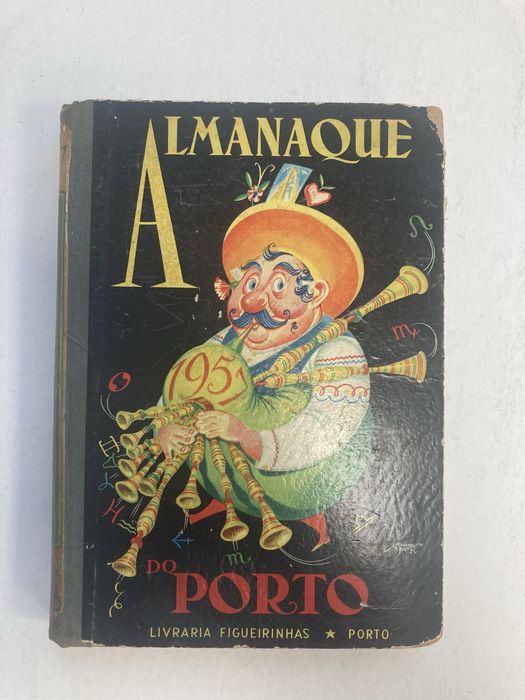 ALMANAQUE
1957
DO PORTO
LIVRARIA FIGUEIRINHAS ★ PORTO